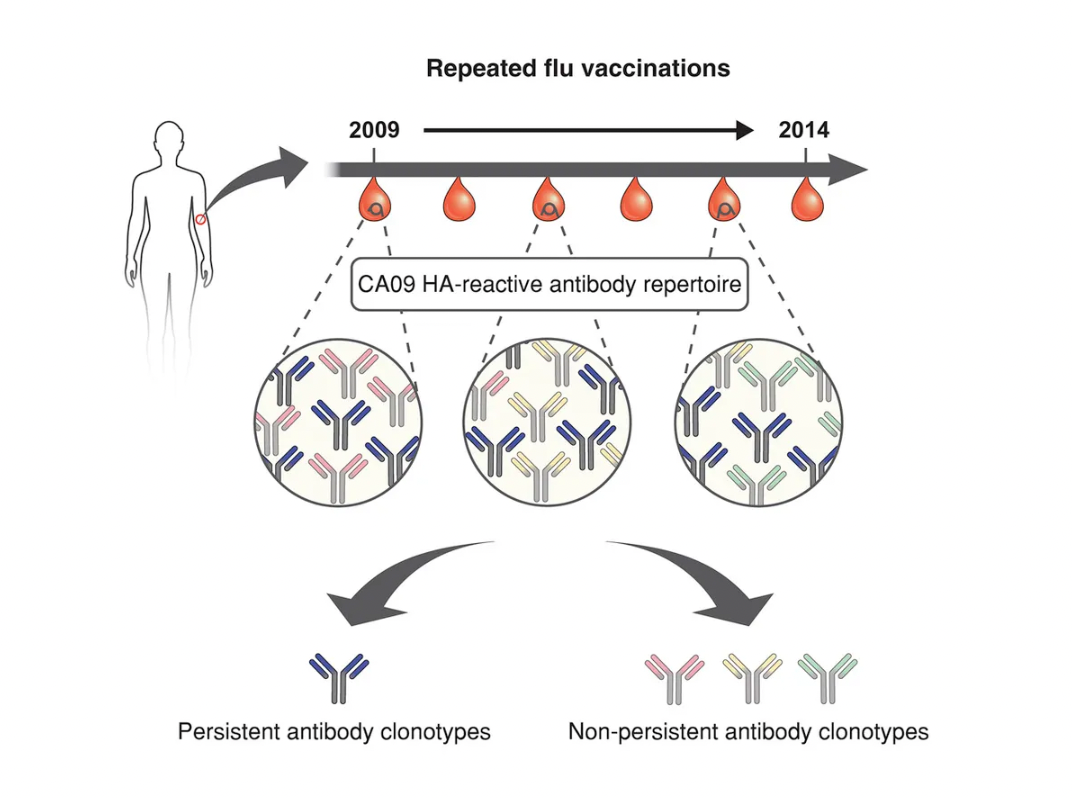 Repeated flu vaccinations
2009
2014
CA09 HA-reactive antibody repertoire
Persistent antibody clonotypes
Non-persistent antibody clonotypes